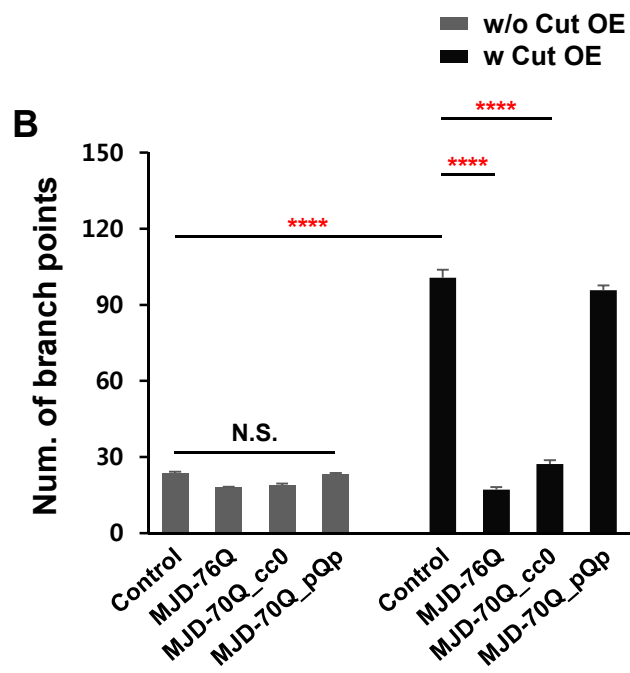 w/o Cut OE
w Cut OE
B
****
****
****
N.S.
Num. of branch points
150
120
90
60
30
0
Control
MJD-76Q
MJD-70Q_cc0
MJD-70Q_pQp
Control
MJD-76Q
MJD-70Q_cc0
MJD-70Q_pQp